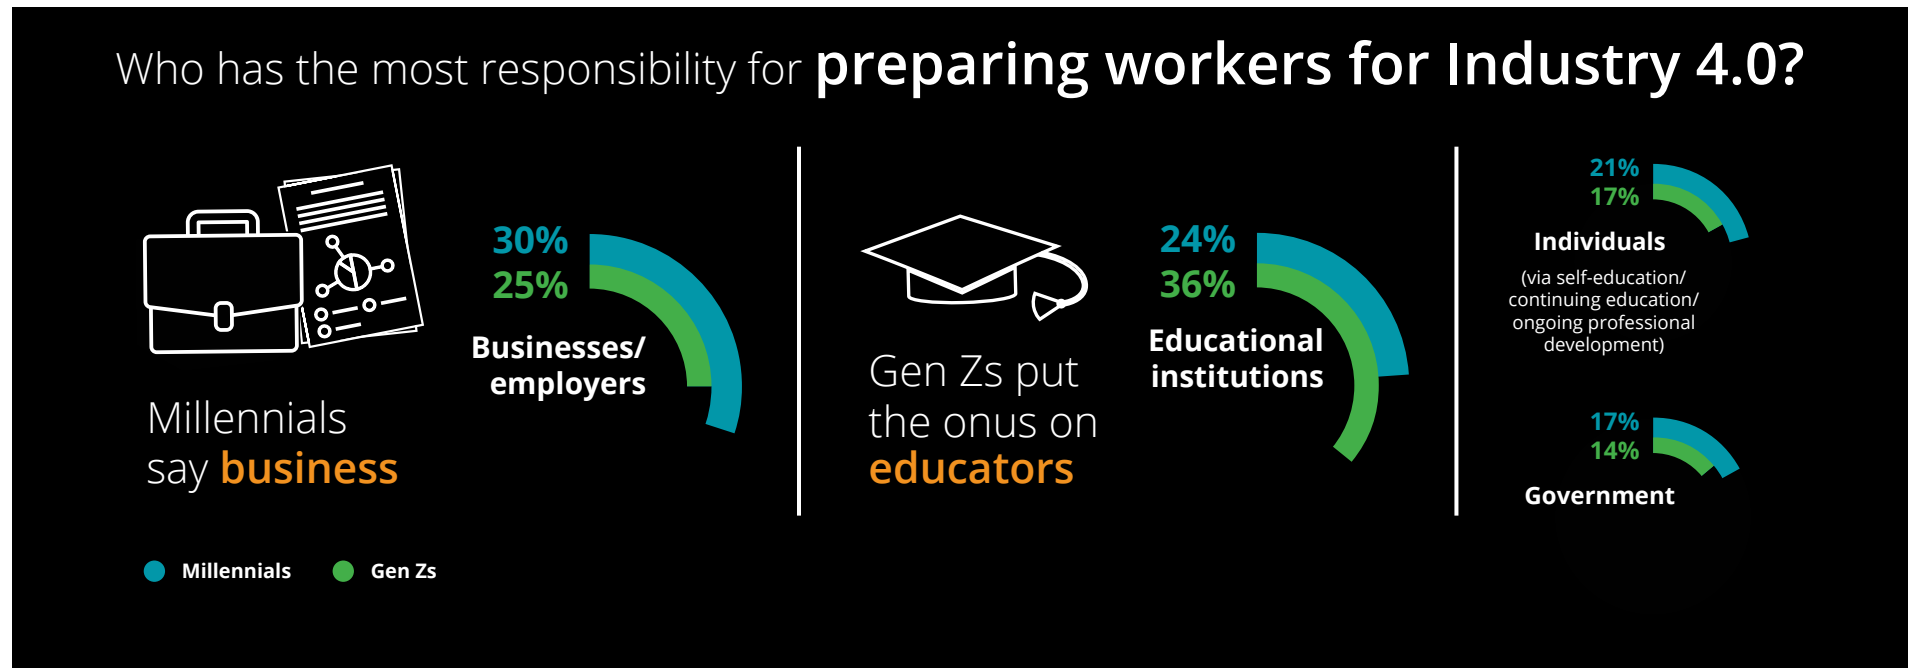 Who has the most responsibility for preparing workers for Industry 4.0?
30%
25%
Businesses/
employers
Millennials
say business
24%
36%
Educational
institutions
Gen Zs put
the onus on
educators
21%
17%
Individuals
(via self-education/
continuing education/
ongoing professional
development)
17%
14%
Government
Millennials
Gen Zs